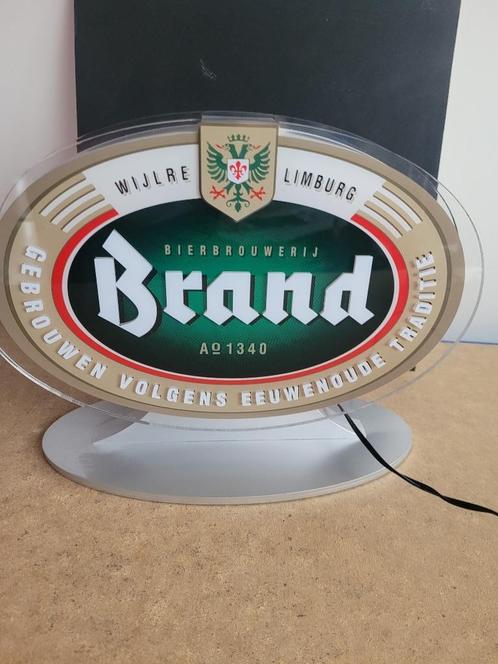 WIJLRE LIMBURG
BIERBROUWERIJ
Brand
Aº 1340
GEBROUWEN VOLGENS EEUWENOUDE TRADITIE